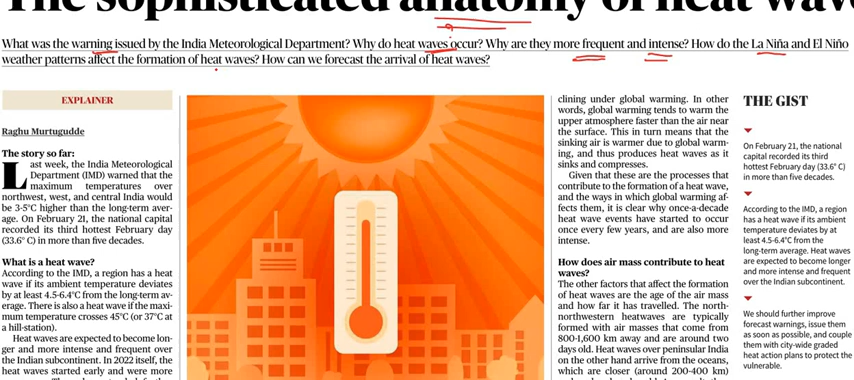 The sophisticated anatomy of heat wave
What was the warning issued by the India Meteorological Department? Why do heat waves occur? Why are they more frequent and intense? How do the La Niña and El Niño
weather patterns affect the formation of heat waves? How can we forecast the arrival of heat waves?
EXPLAINER
Raghu Murtugudde
The story so far:
Last week, the India Meteorological
Department (IMD) warned that the
maximum temperatures over
northwest, west, and central India would
be 3-5°C higher than the long-term aver-
age. On February 21, the national capital
recorded its third hottest February day
(33.6° C) in more than five decades.
What is a heat wave?
According to the IMD, a region has a heat
wave if its ambient temperature deviates
by at least 4.5-6.4°C from the long-term av-
erage. There is also a heat wave if the maxi-
mum temperature crosses 45°C (or 37°C at
a hill-station).
Heat waves are expected to become lon-
ger and more intense and frequent over
the Indian subcontinent. In 2022 itself, the
heat waves started early and were more
clining under global warming. In other
words, global warming tends to warm the
upper atmosphere faster than the air near
the surface. This in turn means that the
sinking air is warmer due to global warm-
ing, and thus produces heat waves as it
sinks and compresses.
Given that these are the processes that
contribute to the formation of a heat wave,
and the ways in which global warming af-
fects them, it is clear why once-a-decade
heat wave events have started to occur
once every few years, and are also more
intense.
How does air mass contribute to heat
waves?
The other factors that affect the formation
of heat waves are the age of the air mass
and how far it has travelled. The north-
northwestern heatwaves are typically
formed with air masses that come from
800-1,600 km away and are around two
days old. Heat waves over peninsular India
on the other hand arrive from the oceans,
which are closer (around 200-400 km)
THE GIST
On February 21, the national
capital recorded its third
hottest February day (33.6° C)
in more than five decades.
According to the IMD, a region
has a heat wave if its ambient
temperature deviates by at
least 4.5-6.4°C from the
long-term average. Heat waves
are expected to become longer
and more intense and frequent
over the Indian subcontinent.
We should further improve
forecast warnings, issue them
as soon as possible, and couple
them with city-wide graded
heat action plans to protect the
vulnerable.